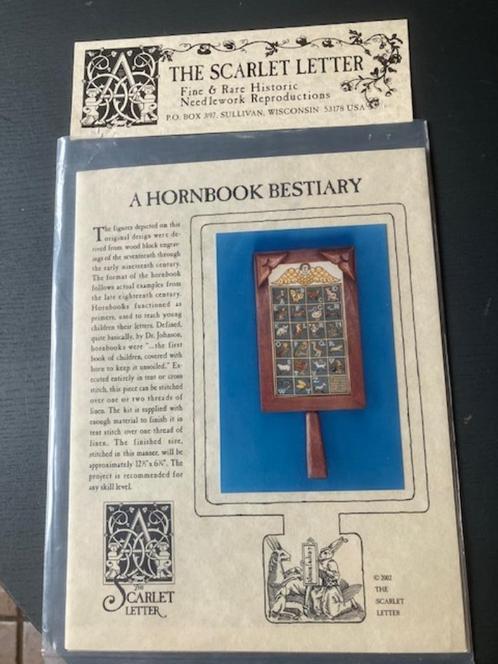 THE SCARLET LETTER
Fine & Rare Historic
Needlework Reproductions
P.O. BOX 397, SULLIVAN, WISCONSIN 53178 USA
A HORNBOOK BESTIARY
The figures depicted on this
original design were de-
rived from wood block engrav-
ings of the seventeenth through
the early nineteenth century.
The format of the hornbook
follows actual examples from
the late eighteenth century.
Hornbooks functioned as
primers, used to teach young
children their letters. Defined,
quite basically, by Dr. Johnson,
hornbooks were "...the first
book of children, covered with
horn to keep it unsoiled." Ex-
ecuted entirely in tent or cross
stitch, this piece can be stitched
over one or two threads of
linen. The kit is supplied with
enough material to finish it in
tent stitch over one thread of
linen. The finished size,
stitched in this manner, will be
approximately 12½"x 6¾". The
project is recommended for
any skill level.
THE
SCARLET
LETTER
© 2002
THE
SCARLET
LETTER